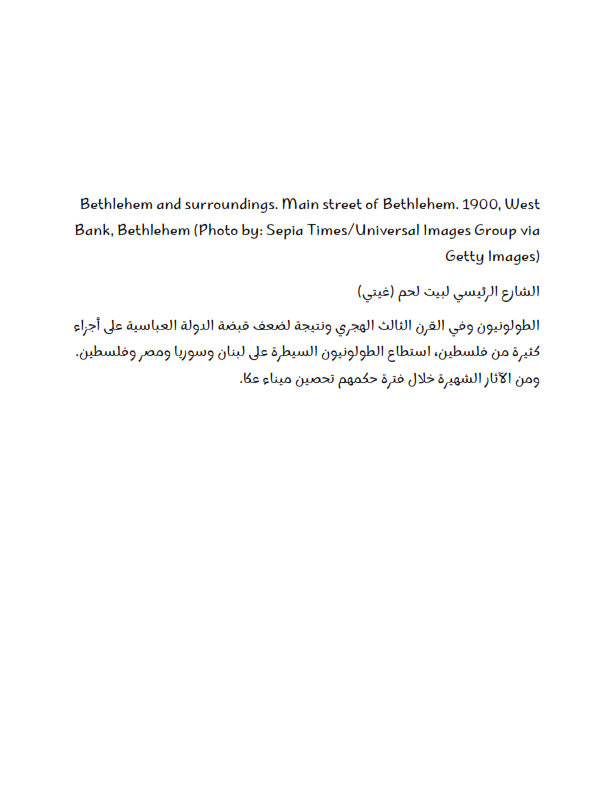 Bethlehem and surroundings. Main street of Bethlehem. 1900, West
Bank, Bethlehem (Photo by: Sepia Times/Universal Images Group via
Getty Images)
الشارع الرئيسي لبيت لحم (غيتي)
الطولونيون وفي القرن الثالث الهجري ونتيجة لضعف قبضة الدولة العباسية على أجزاء
كثيرة من فلسطين، استطاع الطولونيون السيطرة على لبنان وسوريا ومصر وفلسطين.
ومن الآثار الشهيرة خلال فترة حكمهم تحصين ميناء عكا.